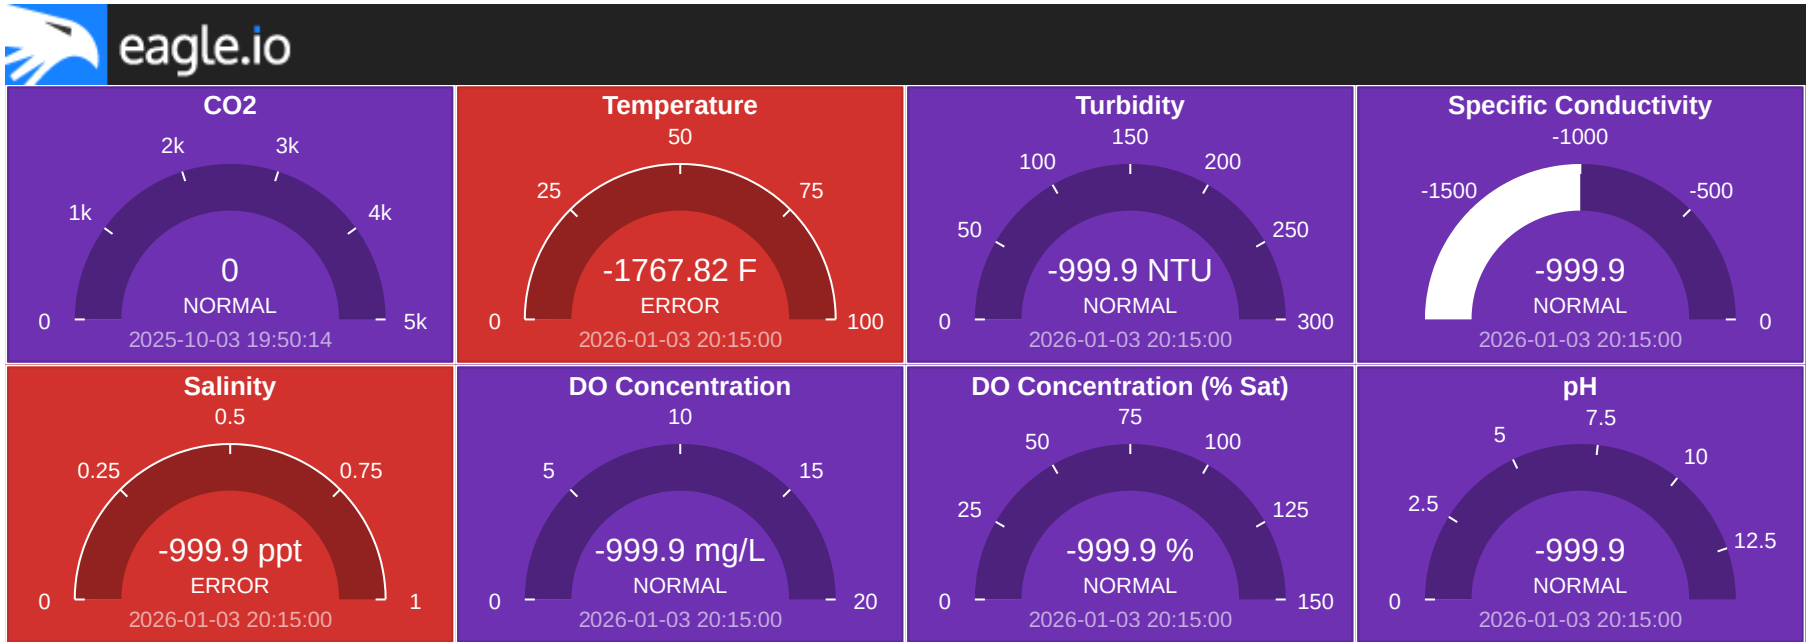 eagle.io
CO2
0
1k
2k
3k
4k
5k
0
NORMAL
2025-10-03 19:50:14
Temperature
0
25
50
75
100
-1767.82 F
ERROR
2026-01-03 20:15:00
Turbidity
0
50
100
150
200
250
300
-999.9 NTU
NORMAL
2026-01-03 20:15:00
Specific Conductivity
-1500
-1000
-500
0
-999.9
NORMAL
2026-01-03 20:15:00
Salinity
0
0.25
0.5
0.75
1
-999.9 ppt
ERROR
2026-01-03 20:15:00
DO Concentration
0
5
10
15
20
-999.9 mg/L
NORMAL
2026-01-03 20:15:00
DO Concentration (% Sat)
0
25
50
75
100
125
150
-999.9 %
NORMAL
2026-01-03 20:15:00
pH
0
2.5
5
7.5
10
12.5
-999.9
NORMAL
2026-01-03 20:15:00